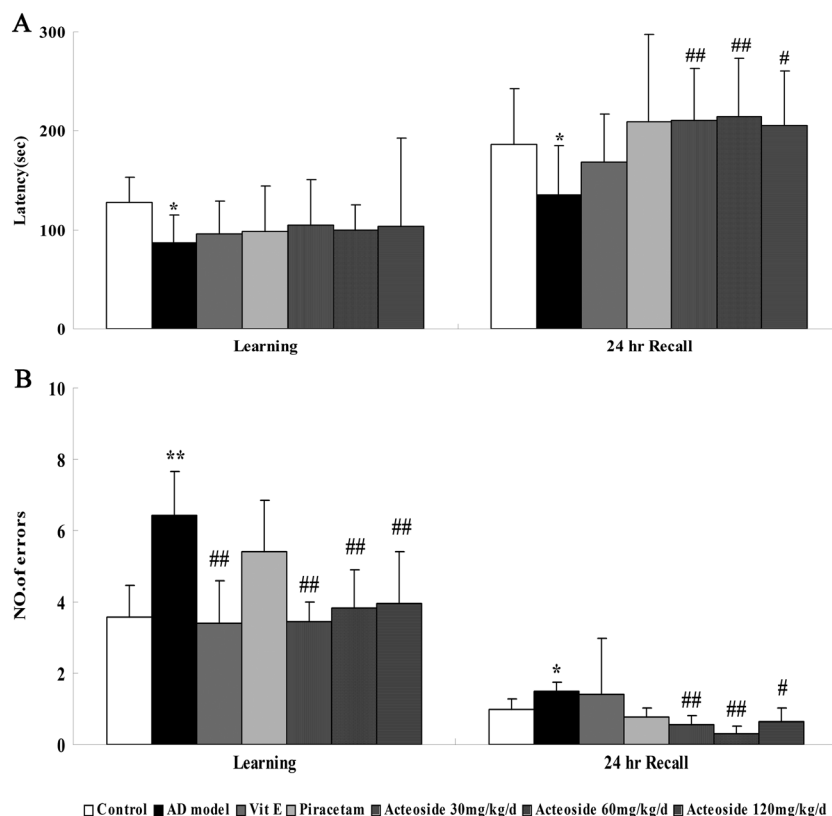 A
300
200
100
0
Latency(sec)
*
*
##
##
#
Learning
24 hr Recall
B
10
8
6
4
2
0
NO.of errors
**
##
##
##
##
*
##
##
#
Learning
24 hr Recall
Control AD model Vit E Piracetam Acteoside 30mg/kg/d Acteoside 60mg/kg/d Acteoside 120mg/kg/d